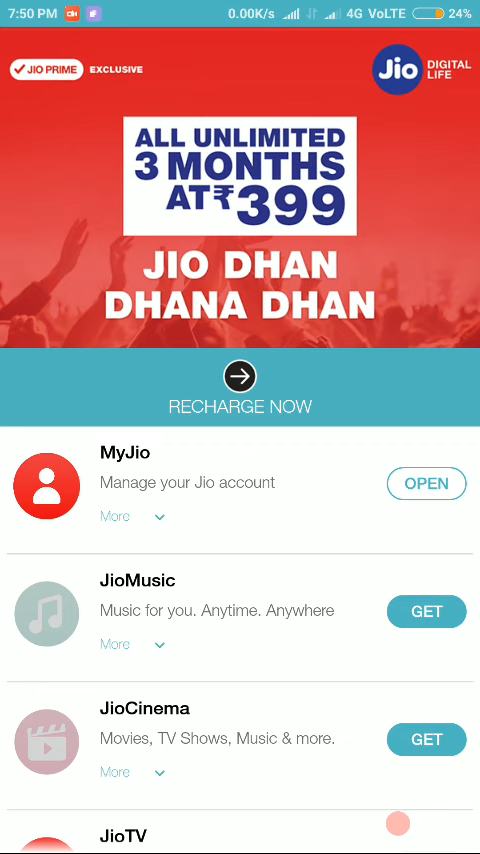 7:50 PM 0.00K/s 4G VoLTE 24%
JIO PRIME EXCLUSIVE
Jio DIGITAL LIFE
ALL UNLIMITED
3 MONTHS
AT ₹399
JIO DHAN
DHANA DHAN
RECHARGE NOW
MyJio
Manage your Jio account
OPEN
More
JioMusic
Music for you. Anytime. Anywhere
GET
More
JioCinema
Movies, TV Shows, Music & more.
GET
More
JioTV